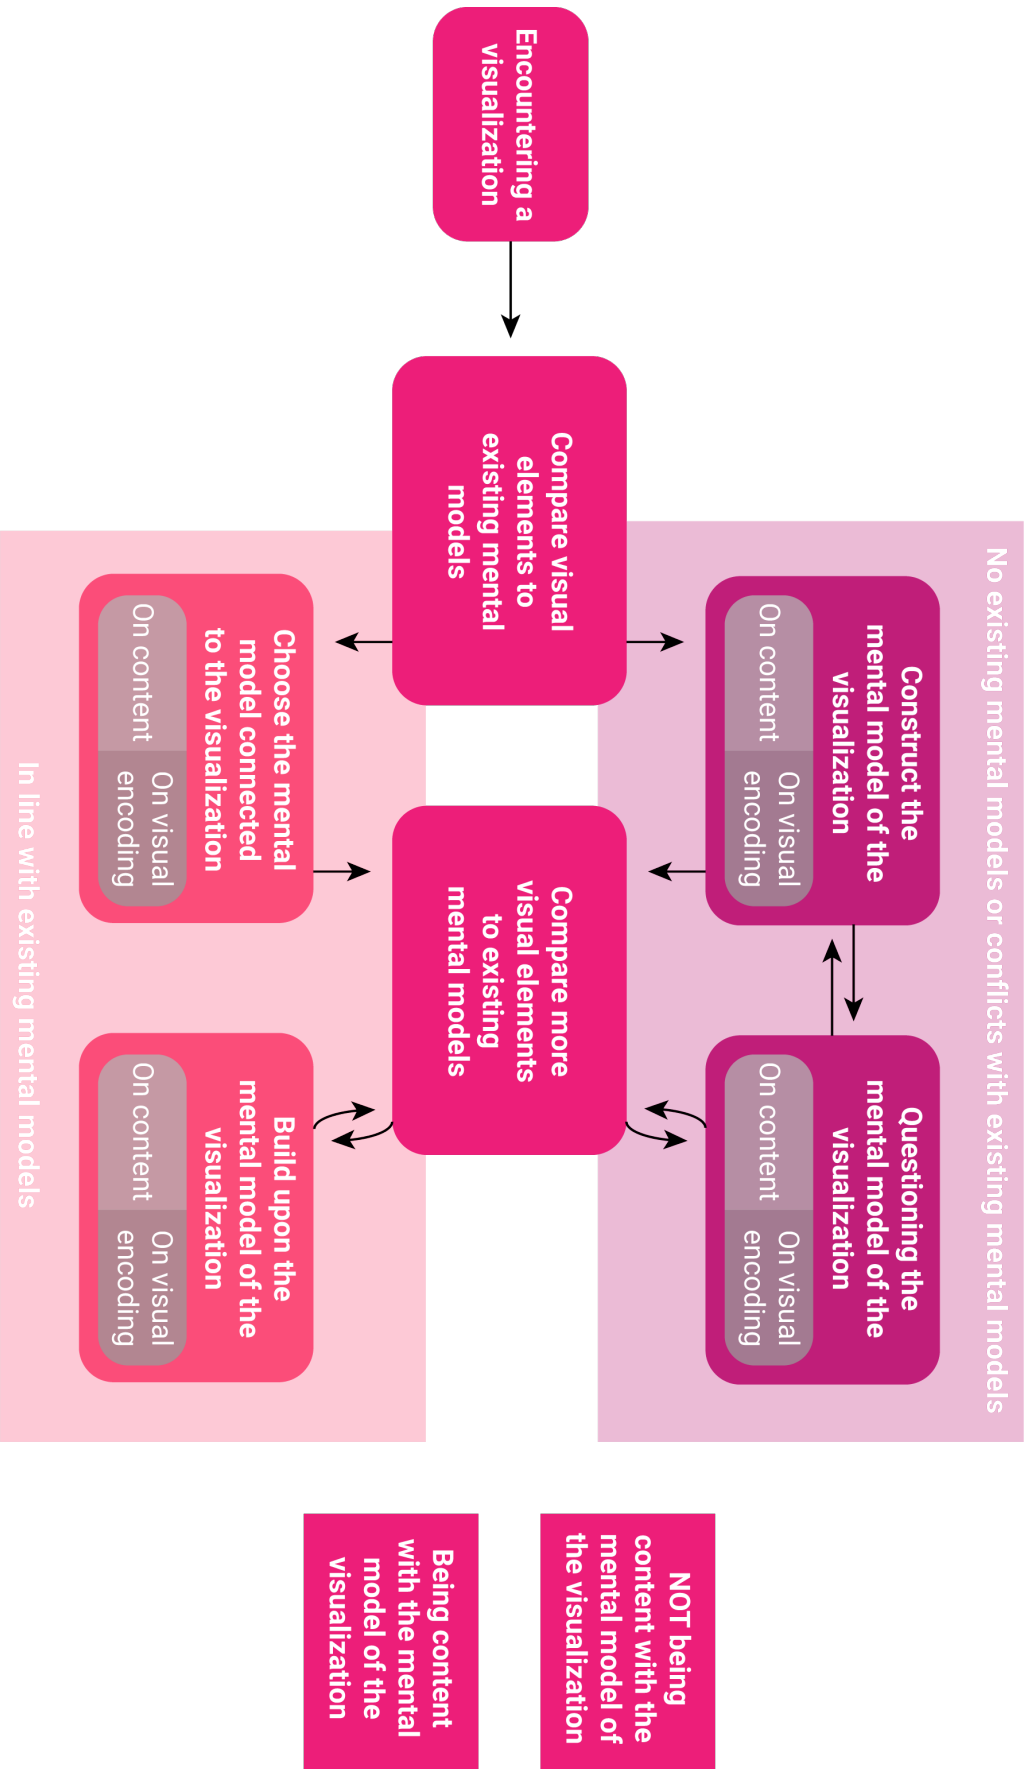 No existing mental models or conflicts with existing mental models
Encountering a
visualization
Compare visual
elements to
existing mental
models
Construct the
mental model of the
visualization
On content
On visual
encoding
Questioning the
mental model of the
visualization
On content
On visual
encoding
Compare more
visual elements
to existing
mental models
Choose the mental
model connected
to the visualization
On content
On visual
encoding
Build upon the
mental model of the
visualization
On content
On visual
encoding
In line with existing mental models
NOT being
content with the
mental model of
the visualization
Being content
with the mental
model of the
visualization